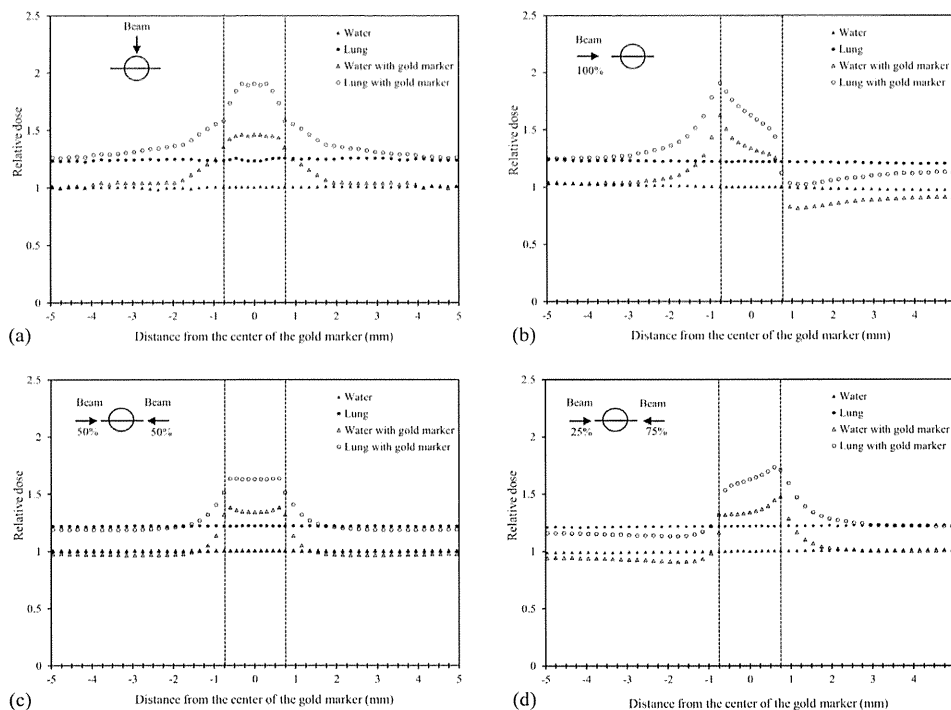 Beam
Water
Lung
Water with gold marker
Lung with gold marker
2.5
2
1.5
1
0.5
0
Relative dose
-5 -4 -3 -2 -1 0 1 2 3 4 5
Distance from the center of the gold marker (mm)
(a)
Beam
100%
Water
Lung
Water with gold marker
Lung with gold marker
2.5
2
1.5
1
0.5
0
Relative dose
-5 -4 -3 -2 -1 0 1 2 3 4
Distance from the center of the gold marker (mm)
(b)
Beam Beam
50% 50%
Water
Lung
Water with gold marker
Lung with gold marker
2.5
2
1.5
1
0.5
0
Relative dose
-5 -4 -3 -2 -1 0 1 2 3 4 5
Distance from the center of the gold marker (mm)
(c)
Beam Beam
25% 75%
Water
Lung
Water with gold marker
Lung with gold marker
2.5
2
1.5
1
0.5
0
Relative dose
-5 -4 -3 -2 -1 0 1 2 3 4
Distance from the center of the gold marker (mm)
(d)